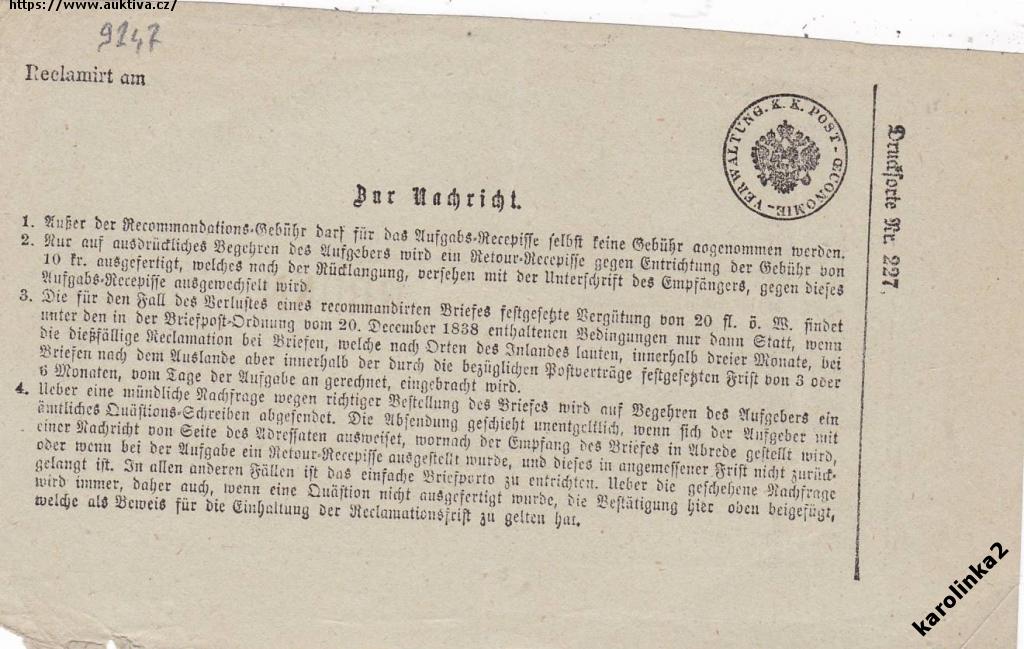 https://www.auktiva.cz/
9247
Reclamirt am
VERWALTUNG. K. K. POST-ŒCONOMIE-
Drucksorte Nr. 227.
Zur Nachricht.
1. Außer der Recommandations-Gebühr darf für das Aufgabs-Recepisse selbst keine Gebühr aogenommen werden.
2. Nur auf ausdrückliches Begehren des Aufgebers wird ein Retour-Recepisse gegen Entrichtung der Gebühr von
10 kr. ausgefertigt, welches nach der Rücklangung, versehen mit der Unterschrift des Empfängers, gegen dieses
Aufgabs-Recepisse ausgewechselt wird.
3. Die für den Fall des Verlustes eines recommandirten Briefes festgesetzte Vergütung von 20 fl. ö. W. findet
unter den in der Briefpost-Ordnung vom 20. December 1838 enthaltenen Bedingungen nur dann Statt, wenn
die dießfällige Reclamation bei Briefen, welche nach Orten des Inlandes lauten, innerhalb dreier Monate, bei
Briefen nach dem Auslande aber innerhalb der durch die bezüglichen Postverträge festgesetzten Frist von 3 oder
6 Monaten, vom Tage der Aufgabe an gerechnet, eingebracht wird.
4. Ueber eine mündliche Nachfrage wegen richtiger Bestellung des Briefes wird auf Begehren des Aufgebers ein
ämtliches Quästions-Schreiben abgesendet. Die Absendung geschieht unentgeltlich, wenn sich der Aufgeber mit
einer Nachricht von Seite des Adressaten ausweiset, wornach der Empfang des Briefes in Abrede gestellt wird,
oder wenn bei der Aufgabe ein Retour-Recepisse ausgestellt wurde, und dieses in angemessener Frist nicht zurück-
gelangt ist. In allen anderen Fällen ist das einfache Briefporto zu entrichten. Ueber die geschehene Nachfrage
wird immer, daher auch, wenn eine Quästion nicht ausgefertigt wurde, die Bestätigung hier oben beigefügt,
welche als Beweis für die Einhaltung der Reclamationsfrist zu gelten hat.
karolinka2